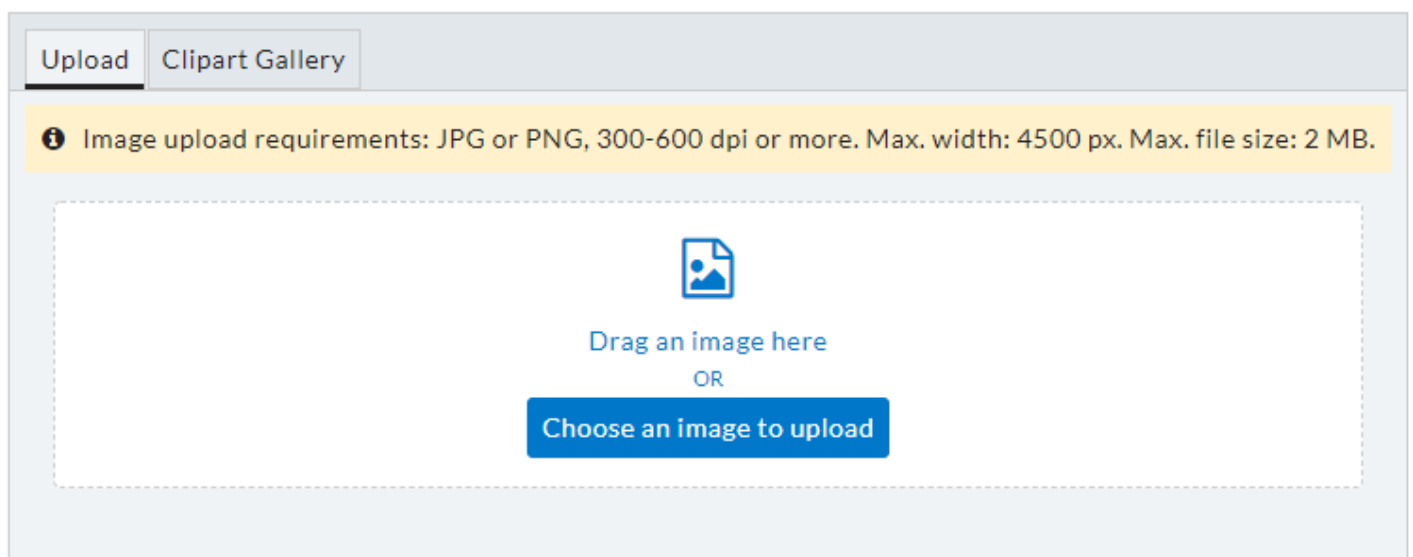 Upload
Clipart Gallery
Image upload requirements: JPG or PNG, 300-600 dpi or more. Max. width: 4500 px. Max. file size: 2 MB.
Drag an image here
OR
Choose an image to upload